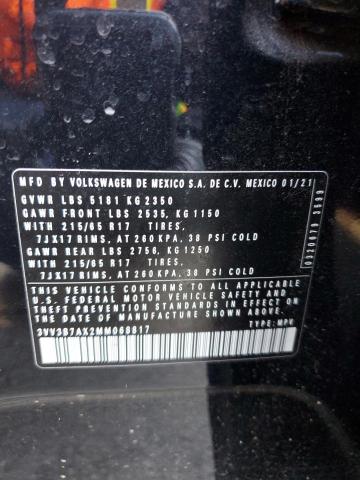 MFD BY VOLKSWAGEN DE MEXICO S.A. DE C.V. MEXICO 01/21
GVWR LBS 5181 KG 2350
GAWR FRONT LBS 2535, KG 1150
WITH 215/65 R17 TIRES,
7JX17 RIMS, AT 260 KPA, 38 PSI COLD
GAWR REAR LBS 2756, KG 1250
WITH 215/65 R17 TIRES,
7JX17 RIMS, AT 260 KPA, 38 PSI COLD
THIS VEHICLE CONFORMS TO ALL APPLICABLE
U.S. FEDERAL MOTOR VEHICLE SAFETY AND
THEFT PREVENTION STANDARDS IN EFFECT ON
THE DATE OF MANUFACTURE SHOWN ABOVE.
3VV3B7AX2MM068817
TYPE: MPV